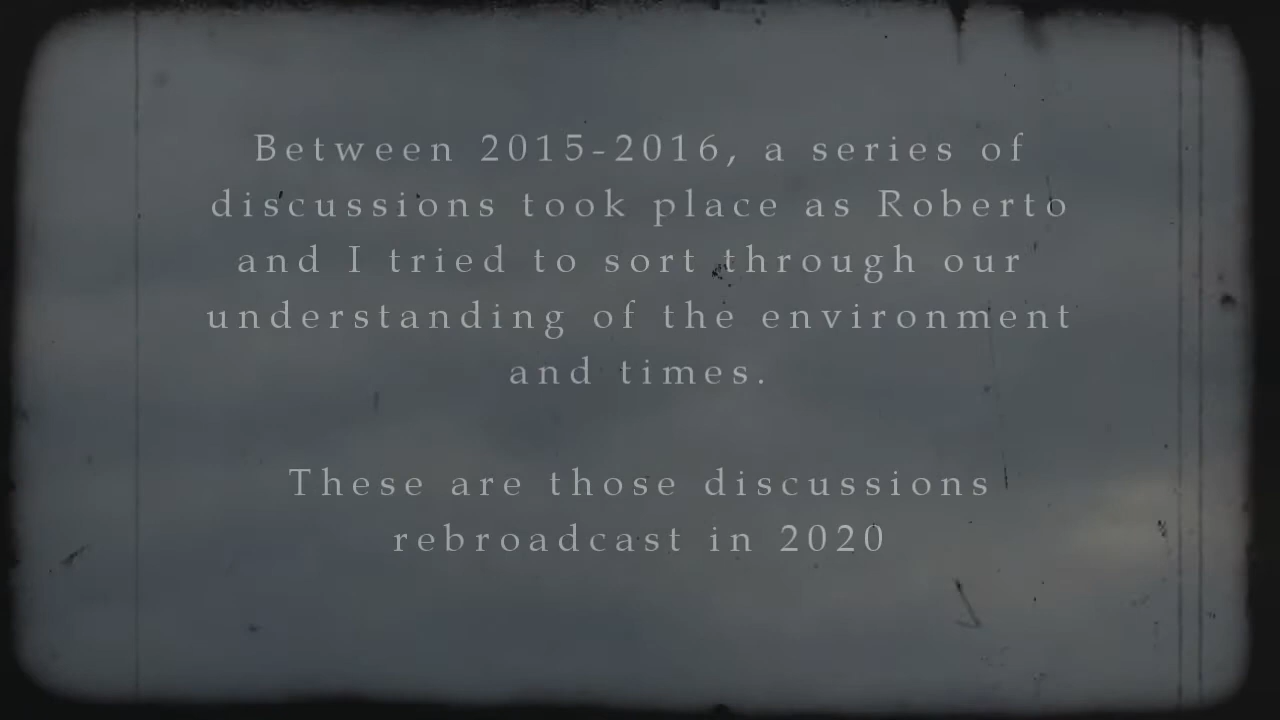 Between 2015-2016, a series of
discussions took place as Roberto
and I tried to sort through our
understanding of the environment
and times.
These are those discussions
rebroadcast in 2020